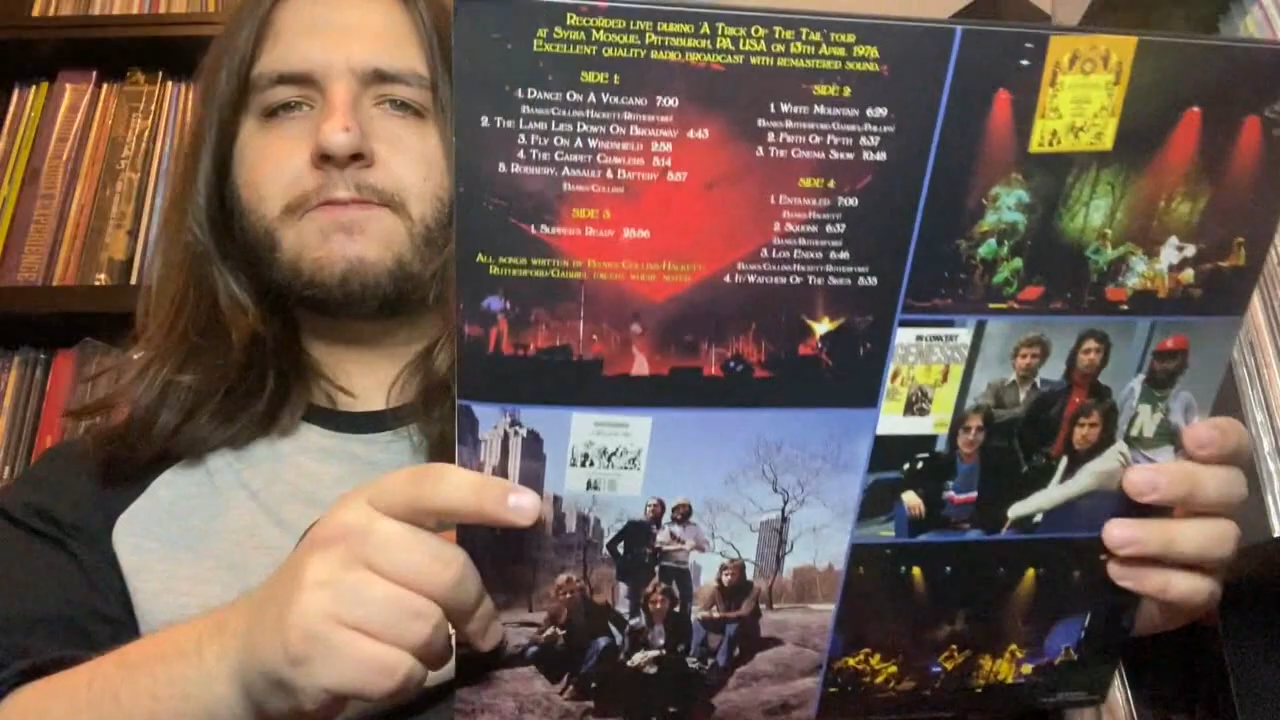 RECORDED LIVE DURING 'A TRICK OF THE TAIL' TOUR
AT SYRIA MOSQUE, PITTSBURGH, PA, USA ON 13TH APRIL 1976.
EXCELLENT QUALITY RADIO BROADCAST WITH REMASTERED SOUND
SIDE 1:
1. DANCE ON A VOLCANO 7:00
(BANKS/COLLINS/HACKETT/RUTHERFORD)
2. THE LAMB LIES DOWN ON BROADWAY 4:43
3. FLY ON A WINDSHIELD 2:58
4. THE CARPET CRAWLERS 5:14
5. ROBBERY, ASSAULT & BATTERY 5:57
(BANKS/COLLINS)
SIDE 3
1. SUPPER'S READY
ALL SONGS WRITTEN BY BANKS/COLLINS/HACKETT
RUTHERFORD/GABRIEL EXCEPT WHERE NOTED
SIDE 2:
1. WHITE MOUNTAIN 6:29
(BANKS/RUTHERFORD/GABRIEL/PHILLIPS)
2. FIRTH OF FIFTH 8:37
3. THE CINEMA SHOW 10:48
SIDE 4:
1. ENTANGLED 7:00
(BANKS/HACKETT)
2. SQUONK 6:37
(BANKS/RUTHERFORD)
3. LOS ENDOS 6:46
(BANKS/COLLINS/HACKETT/RUTHERFORD)
4. IT/WATCHER OF THE SKIES 8:35
IN CONCERT
GENESIS
N